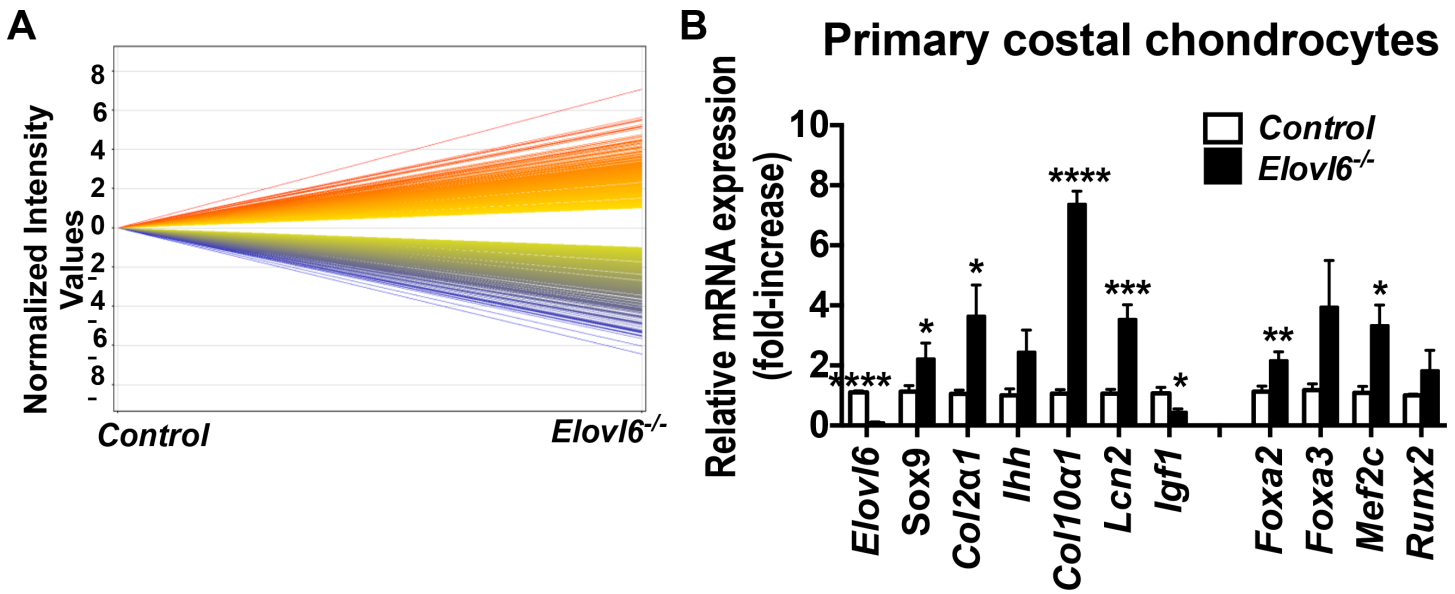 A
Normalized Intensity
Values
8
6
4
2
0
2
-
4
-
6
-
8
-
Control
Elovl6-/-
B
Primary costal chondrocytes
Relative mRNA expression
(fold-increase)
10
8
6
4
2
0
Control
Elovl6-/-
****
*
*
****
***
*
**
*
Elovl6
Sox9
Col2α1
Ihh
Col10α1
Lcn2
Igf1
Foxa2
Foxa3
Mef2c
Runx2